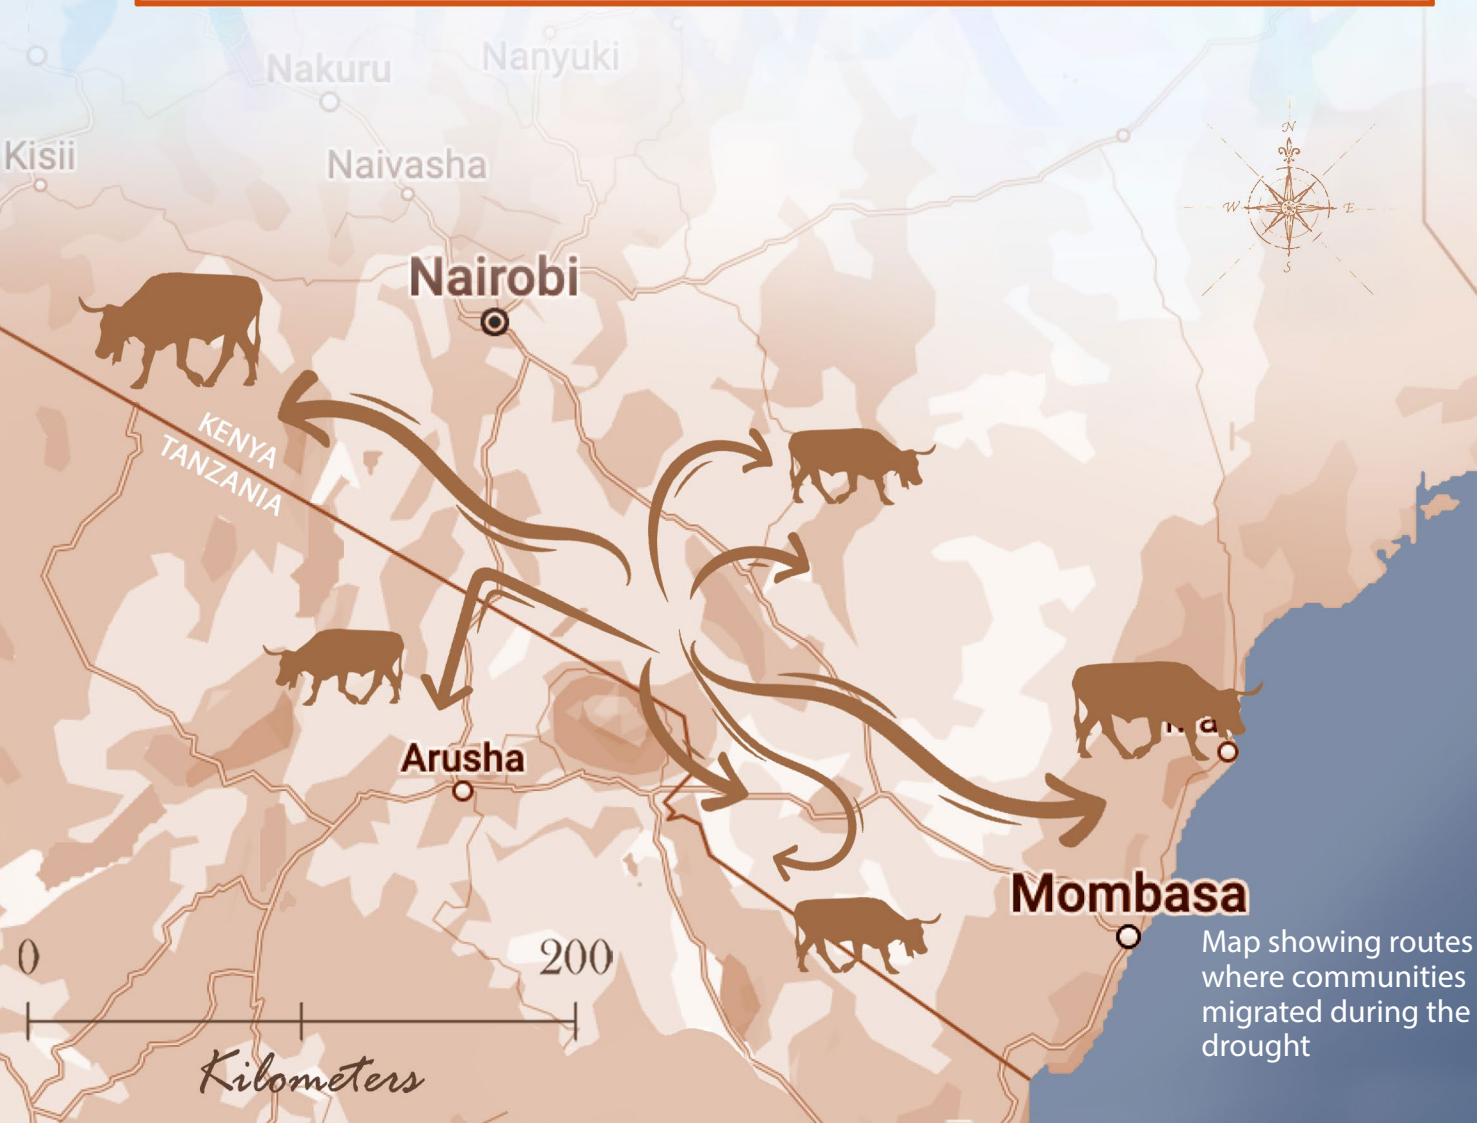 Nanyuki
Nakuru
N
Kisii
Naivasha
W
E
S
Nairobi
KENYA
TANZANIA
Arusha
Mombasa
0
200
Kilometers
Map showing routes
where communities
migrated during the
drought